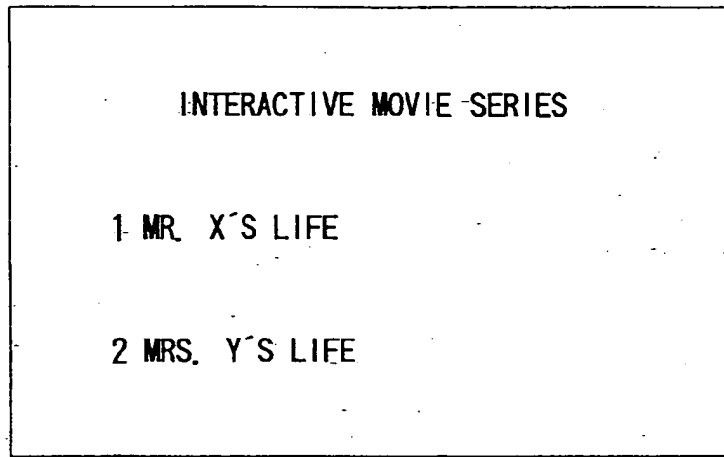 INTERACTIVE MOVIE SERIES
1 MR. X´S LIFE
2 MRS. Y´S LIFE